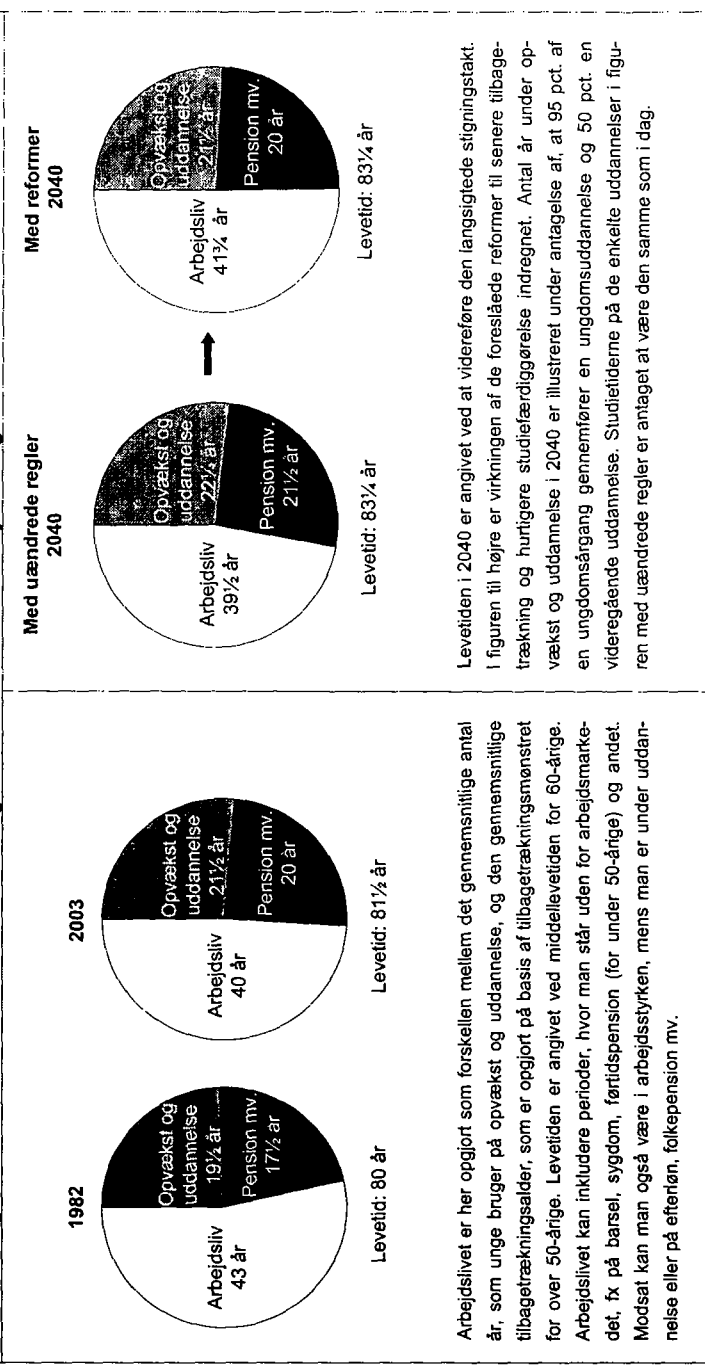 1982
Opvækst og
uddannelse
19½ år
Arbejdsliv
43 år
Pension mv.
17½ år
Levetid: 80 år
2003
Opvækst og
uddannelse
21½ år
Arbejdsliv
40 år
Pension mv.
20 år
Levetid: 81½ år
Arbejdslivet er her opgjort som forskellen mellem det gennemsnitlige antal
år, som unge bruger på opvækst og uddannelse, og den gennemsnitlige
tilbagetrækningsalder, som er opgjort på basis af tilbagetrækningsmønstret
for over 50-årige. Levetiden er angivet ved middellevetiden for 60-årige.
Arbejdslivet kan inkludere perioder, hvor man står uden for arbejdsmarke-
det, fx på barsel, sygdom, førtidspension (for under 50-årige) og andet.
Modsat kan man også være i arbejdsstyrken, mens man er under uddan-
nelse eller på efterløn, folkepension mv.
Med uændrede regler
2040
Opvækst og
uddannelse
22¼ år
Arbejdsliv
39½ år
Pension mv.
21½ år
Levetid: 83¼ år
Med reformer
2040
Opvækst og
uddannelse
21½ år
Arbejdsliv
41¾ år
Pension mv.
20 år
Levetid: 83¼ år
Levetiden i 2040 er angivet ved at videreføre den langsigtede stigningstakt.
I figuren til højre er virkningen af de foreslåede reformer til senere tilbage-
trækning og hurtigere studiefærdiggørelse indregnet. Antal år under op-
vækst og uddannelse i 2040 er illustreret under antagelse af, at 95 pct. af
en ungdomsårgang gennemfører en ungdomsuddannelse og 50 pct. en
videregående uddannelse. Studietiderne på de enkelte uddannelser i figu-
ren med uændrede regler er antaget at være den samme som i dag.